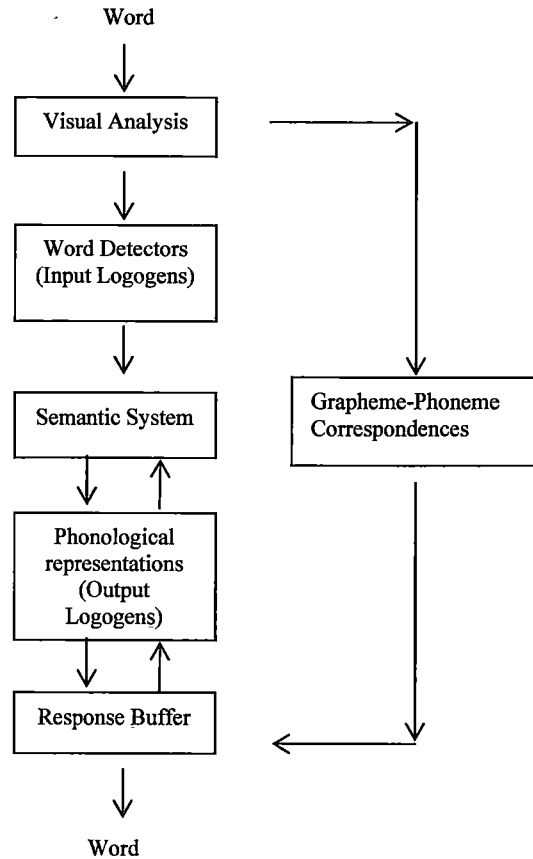 Word
Visual Analysis
Word Detectors
(Input Logogens)
Semantic System
Grapheme-Phoneme
Correspondences
Phonological
representations
(Output
Logogens)
Response Buffer
Word